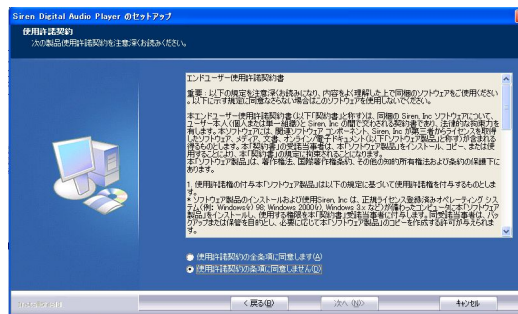 Siren Digital Audio Player のセットアップ
使用許諾契約
次の製品使用許諾契約を注意深くお読みください。
エンドユーザー使用許諾契約書
重要：以下の規定を注意深くお読みになり、内容をよく理解した上で同梱のソフトウェアをご使用ください
。以下に示す規定に同意なさらない場合はこのソフトウェアを使用しないでください。
本エンドユーザー使用許諾契約書(以下「契約書」と称す)は、同梱の Siren, Inc ソフトウェアについて、
ユーザー本人(個人または単一組織)と Siren, Inc の間で交わされる契約書であり、法律的な拘束力を
有します。本ソフトウェアには、関連ソフトウェア コンポーネント、Siren, Inc が第三者からライセンスを取得
したソフトウェア、メディア、文書、オンライン/電子ドキュメント(以下「ソフトウェア製品」と称す)が含まれる
得るものとします。本「契約書」の受諾当事者は、本「ソフトウェア製品」をインストール、コピー、または使
用することにより、本「契約書」の規定に拘束されることになります。
本「ソフトウェア製品」は、著作権法、国際著作権条約、その他の知的所有権法および条約の保護下に
あります。
1. 使用許諾権の付与本「ソフトウェア製品」は以下の規定に基づいて使用許諾権を付与するものとしま
す。
* ソフトウェア製品のインストールおよび使用Siren, Inc は、正規ライセンス登録済みオペレーティング シス
テム(例： Windows(r) 98, Windows 2000(r), Windows 3.x など)が備わったコンピュータに本「ソフトウェア
製品」をインストールし、使用する権限を本「契約書」受諾当事者に付与します。同受諾当事者は、バッ
クアップまたは保管を目的とし、必要に応じて本「ソフトウェア製品」のコピーを作成する許可が与えられま
す。
使用許諾契約の全条項に同意します(A)
使用許諾契約の条項に同意しません(D)
< 戻る(B)
次へ (N)>
キャンセル